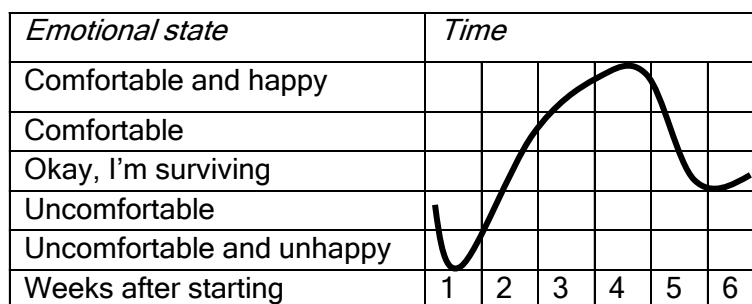 Emotional state Time
Comfortable and happy
Comfortable
Okay, I'm surviving
Uncomfortable
Uncomfortable and unhappy
Weeks after starting 1 2 3 4 5 6